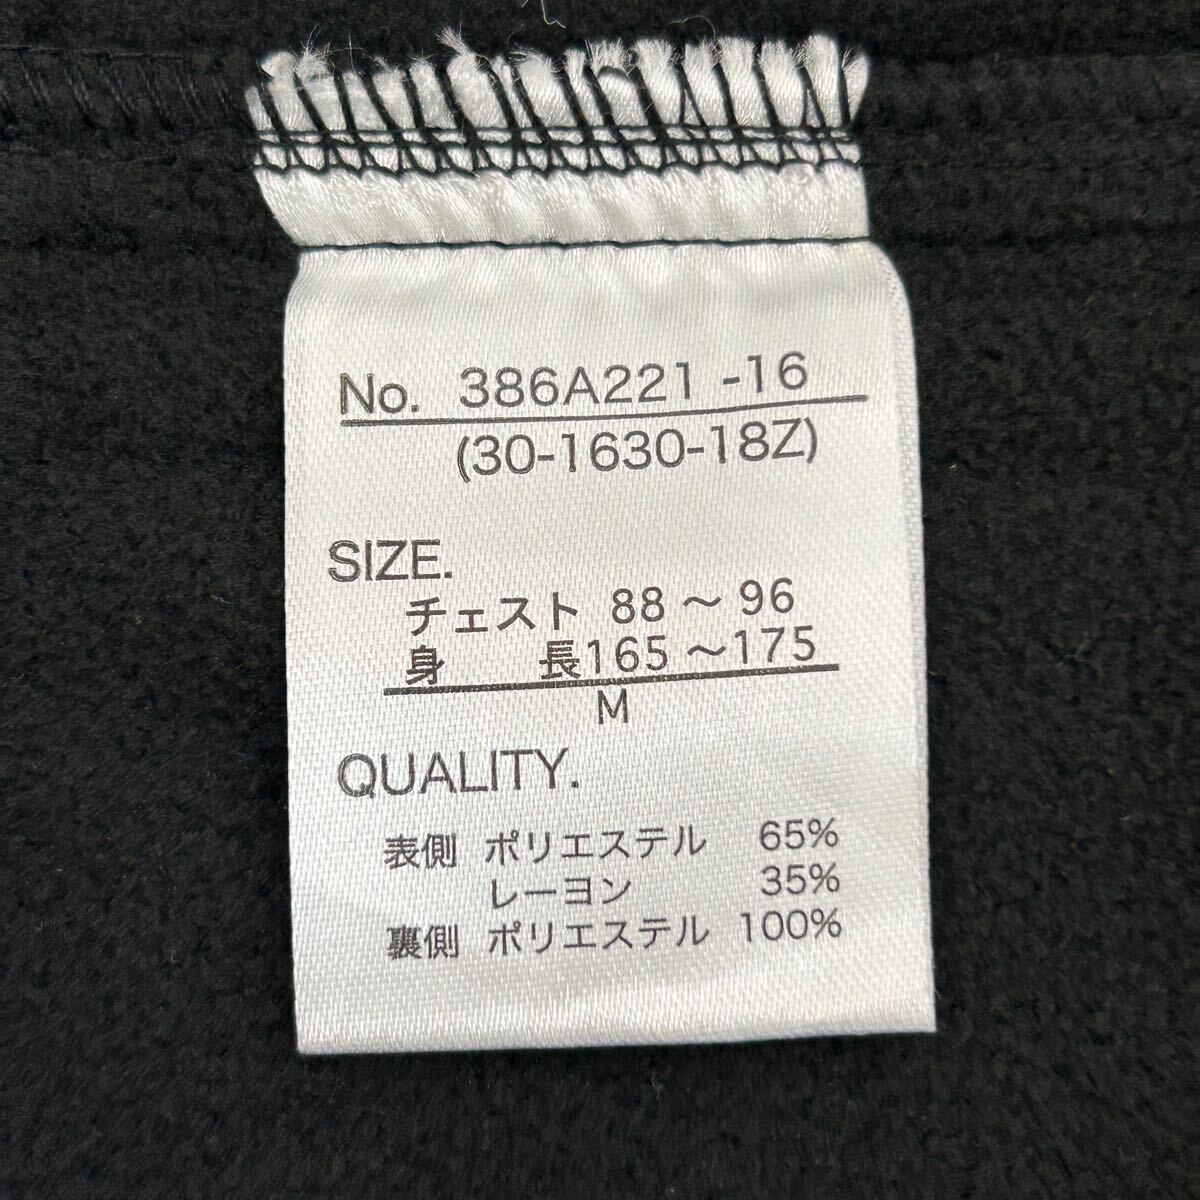 No. 386A221 -16
(30-1630-18Z)
SIZE.
チェスト 88 〜 96
身 長165 〜175
M
QUALITY.
表側 ポリエステル 65%
レーヨン 35%
裏側 ポリエステル 100%